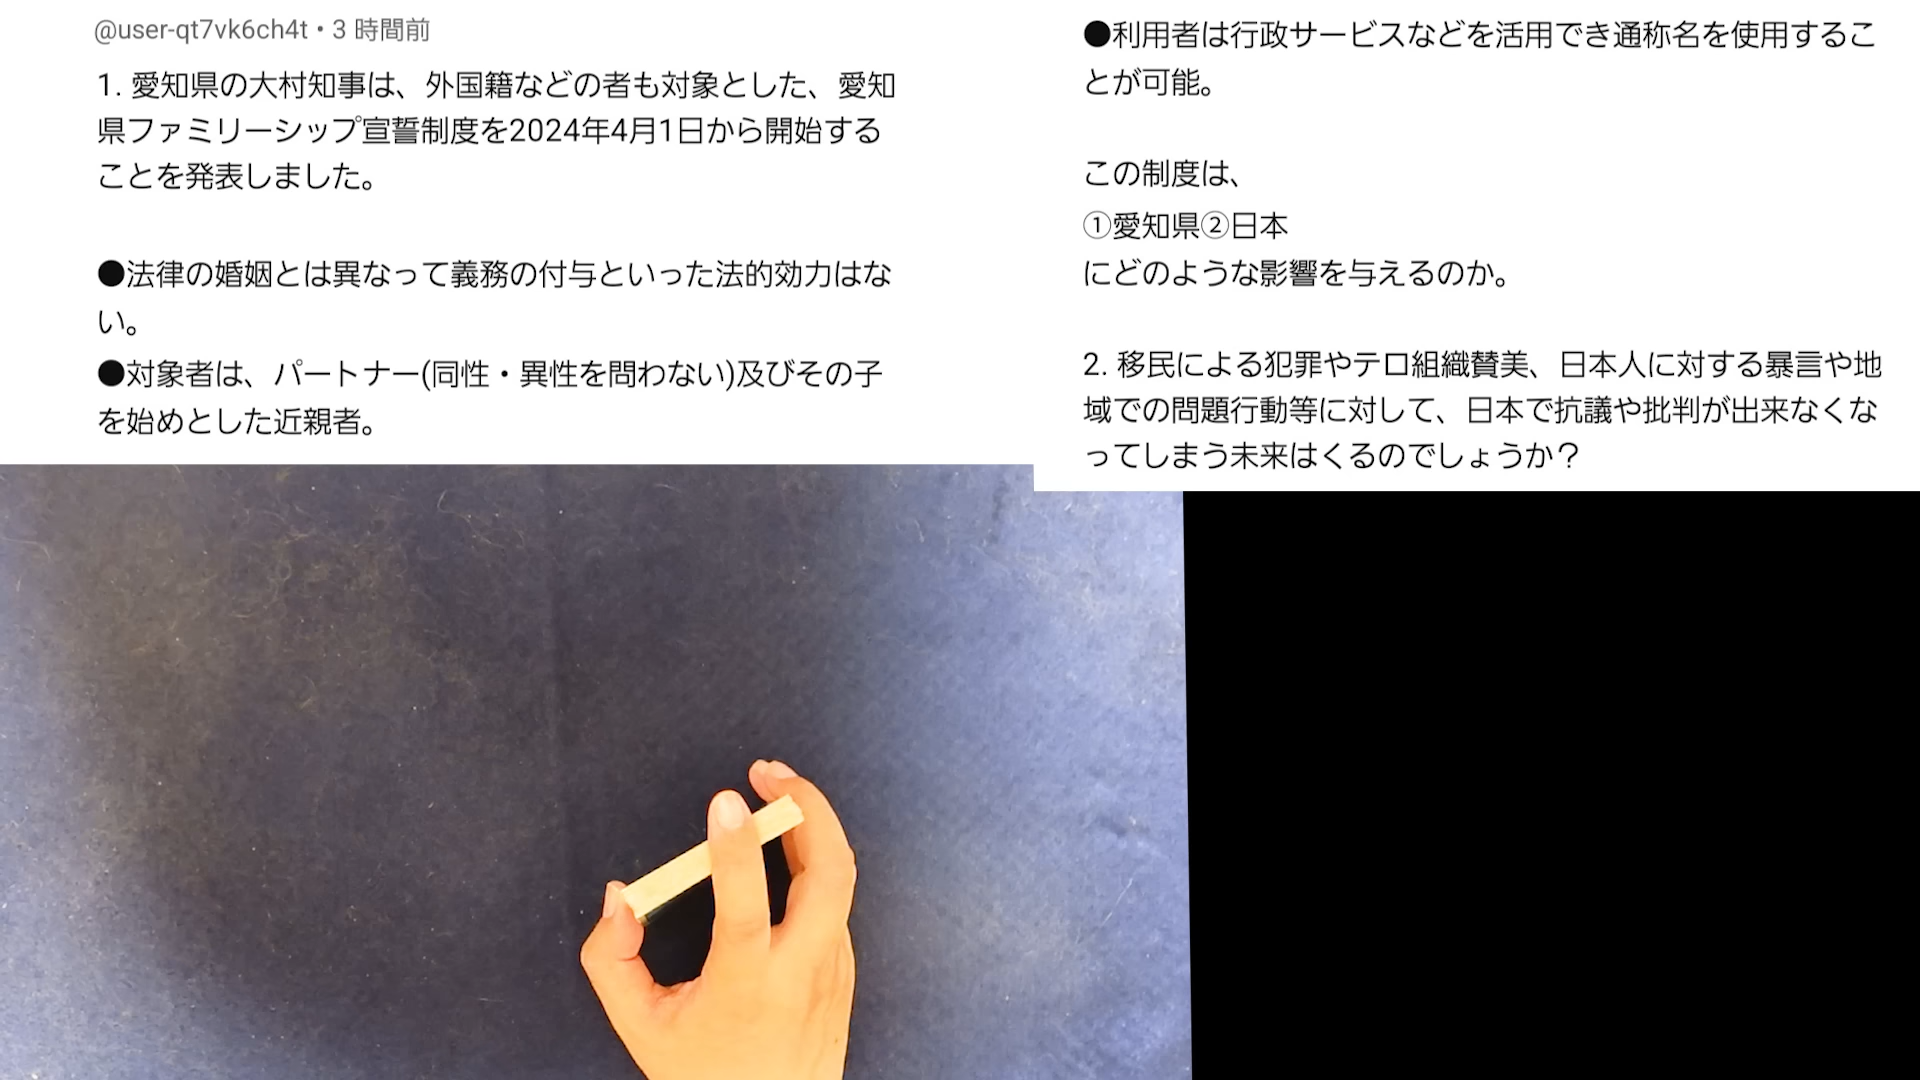 @user-qt7vk6ch4t • 3 時間前
1. 愛知県の大村知事は、外国籍などの者も対象とした、愛知
県ファミリーシップ宣誓制度を2024年4月1日から開始する
ことを発表しました。
●法律の婚姻とは異なって義務の付与といった法的効力はな
い。
●対象者は、パートナー(同性・異性を問わない)及びその子
を始めとした近親者。
●利用者は行政サービスなどを活用でき通称名を使用するこ
とが可能。
この制度は、
①愛知県②日本
にどのような影響を与えるのか。
2. 移民による犯罪やテロ組織賛美、日本人に対する暴言や地
域での問題行動等に対して、日本で抗議や批判が出来なくな
ってしまう未来はくるのでしょうか？